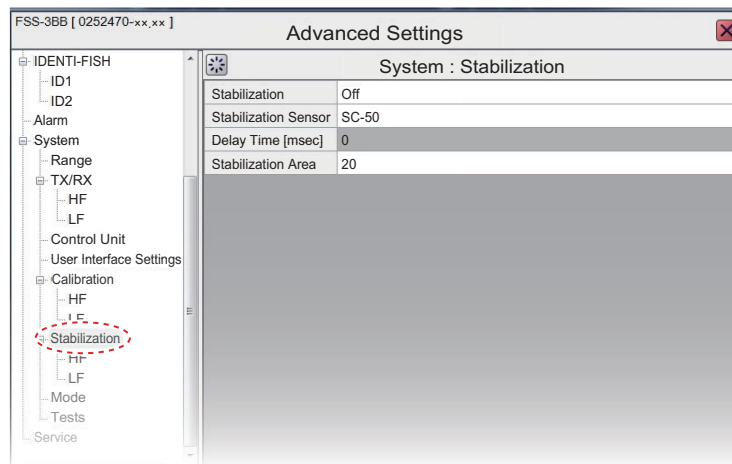 FSS-3BB [ 0252470-xx.xx ]
Advanced Settings
IDENTI-FISH
ID1
ID2
Alarm
System
Range
TX/RX
HF
LF
Control Unit
User Interface Settings
Calibration
HF
LF
Stabilization
HF
LF
Mode
Tests
Service
System : Stabilization
Stabilization Off
Stabilization Sensor SC-50
Delay Time [msec] 0
Stabilization Area 20